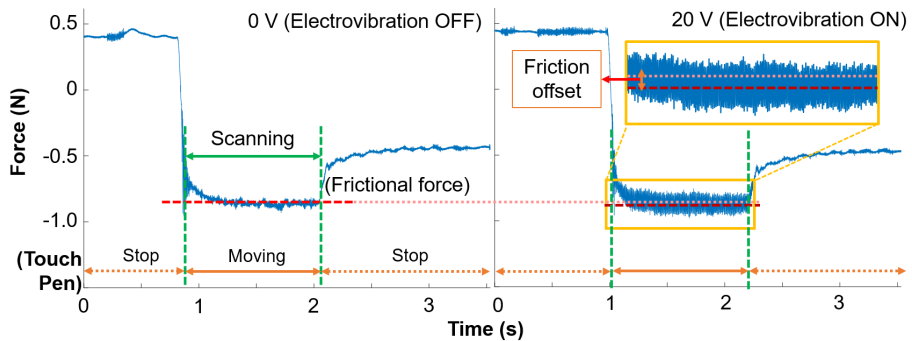 0 V (Electrovibration OFF)
20 V (Electrovibration ON)
0.5
0
-0.5
-1.0
Force (N)
Friction
offset
Scanning
(Frictional force)
(Touch
Pen)
Stop
Moving
Stop
0
1
2
3
0
1
2
3
Time (s)